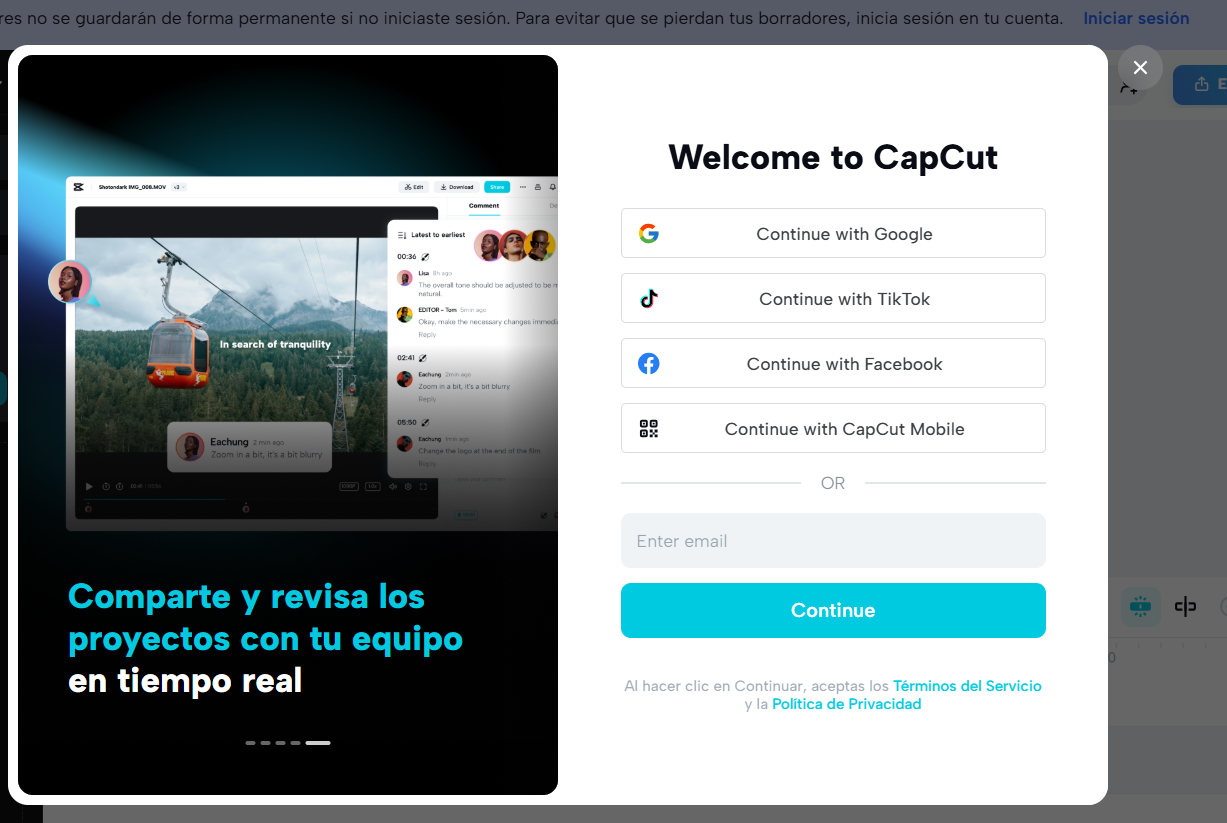 res no se guardarán de forma permanente si no iniciaste sesión. Para evitar que se pierdan tus borradores, inicia sesión en tu cuenta. Iniciar sesión
E
Shotondark IMG_008.MOV v3 Edit Download Share
Comment De
Latest to earliest
00:36
Lisa 8h ago
The overall tone should be adjusted to be m
natural.
EDITOR - Tom 5min ago
Okay, make the necessary changes immedi
Reply
02:41
Eachung 2min ago
Zoom in a bit, it's a bit blurry
Reply
05:50
Eachung 1min ago
Change the logo at the end of the film
Reply
In search of tranquility
Eachung 2 min ago
Zoom in a bit, it's a bit blurry
Comparte y revisa los
proyectos con tu equipo
en tiempo real
Welcome to CapCut
Continue with Google
Continue with TikTok
Continue with Facebook
Continue with CapCut Mobile
OR
Enter email
Continue
Al hacer clic en Continuar, aceptas los Términos del Servicio
y la Política de Privacidad
0